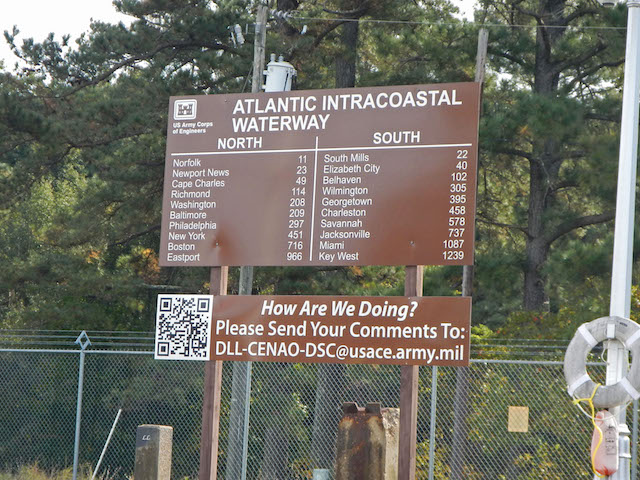 US Army Corps
of Engineers
ATLANTIC INTRACOASTAL
WATERWAY
NORTH
Norfolk 11
Newport News 23
Cape Charles 49
Richmond 114
Washington 208
Baltimore 209
Philadelphia 297
New York 451
Boston 716
Eastport 966
SOUTH
South Mills 22
Elizabeth City 40
Belhaven 102
Wilmington 305
Georgetown 395
Charleston 458
Savannah 578
Jacksonville 737
Miami 1087
Key West 1239
How Are We Doing?
Please Send Your Comments To:
DLL-CENAO-DSC@usace.army.mil